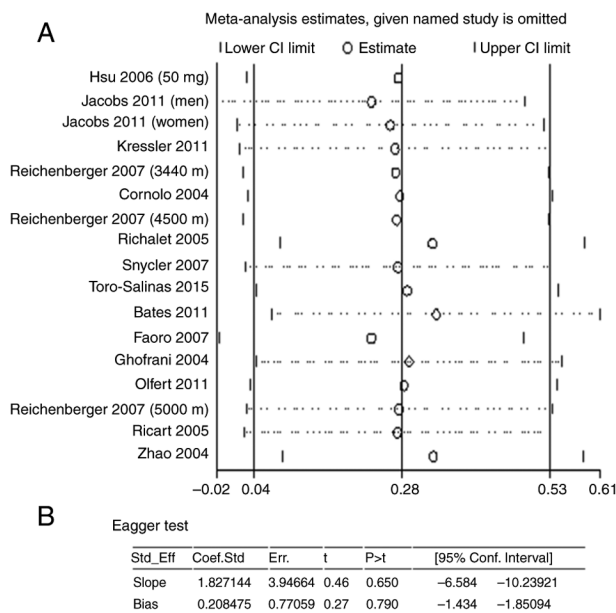 A
Meta-analysis estimates, given named study is omitted
Lower CI limit Estimate Upper CI limit
Hsu 2006 (50 mg)
Jacobs 2011 (men)
Jacobs 2011 (women)
Kressler 2011
Reichenberger 2007 (3440 m)
Cornolo 2004
Reichenberger 2007 (4500 m)
Richalet 2005
Snycler 2007
Toro-Salinas 2015
Bates 2011
Faoro 2007
Ghofrani 2004
Olfert 2011
Reichenberger 2007 (5000 m)
Ricart 2005
Zhao 2004
−0.02 0.04 0.28 0.53 0.61
B
Eagger test
Std_Eff Coef.Std Err. t P>t [95% Conf. Interval]
Slope 1.827144 3.94664 0.46 0.650 −6.584 −10.23921
Bias 0.208475 0.77059 0.27 0.790 −1.434 −1.85094